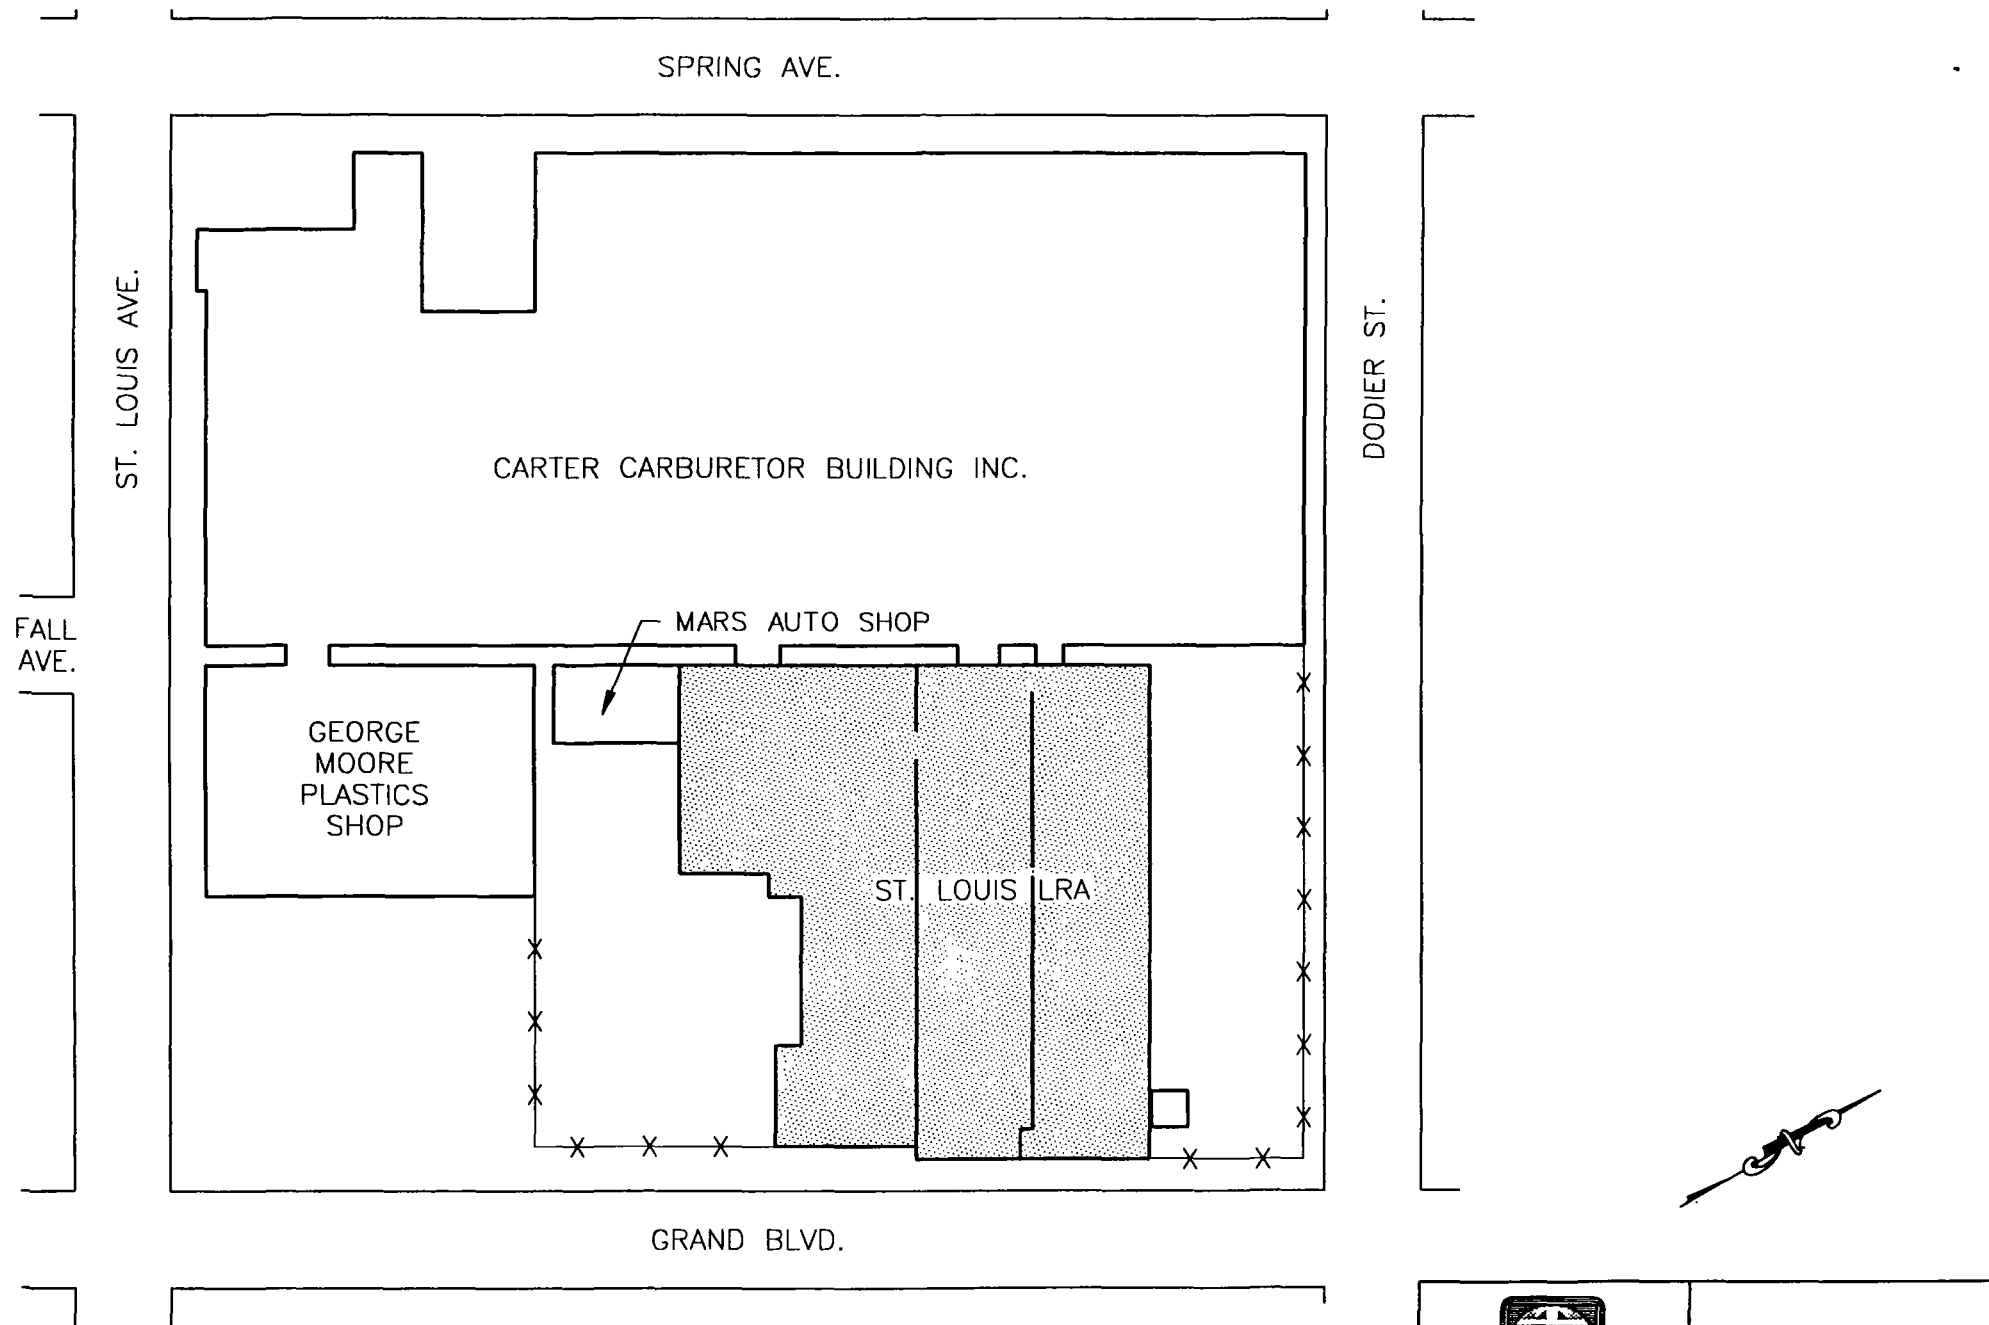 SPRING AVE.
ST. LOUIS AVE.
DODIER ST.
CARTER CARBURETOR BUILDING INC.
FALL
AVE.
MARS AUTO SHOP
GEORGE
MOORE
PLASTICS
SHOP
ST. LOUIS LRA
GRAND BLVD.